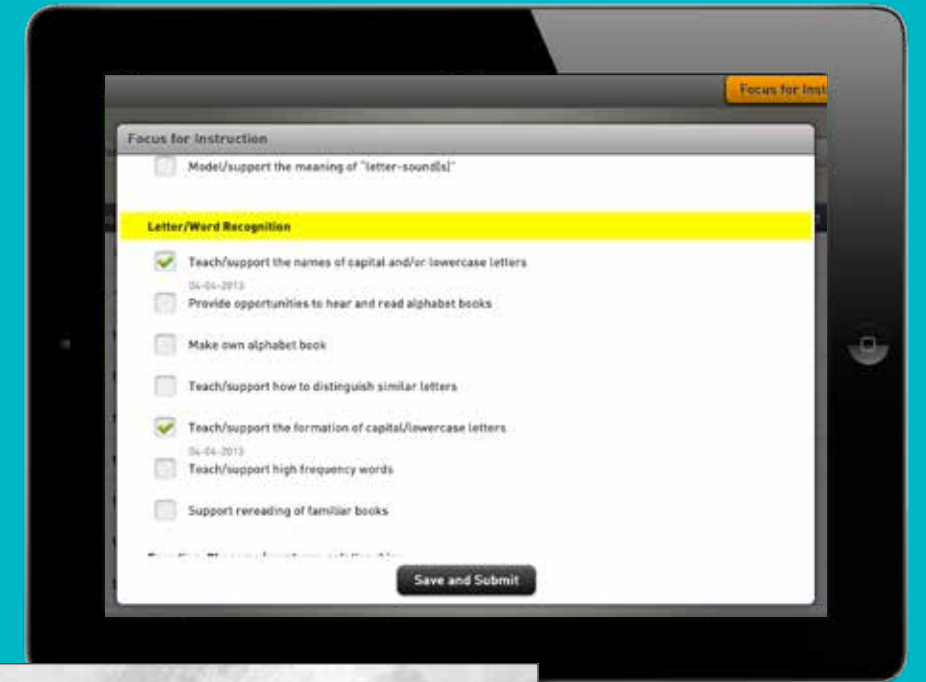 Focus for Inst
Focus for Instruction
Model/support the meaning of "letter-sound(s)"
Letter/Word Recognition
Teach/support the names of capital and/or lowercase letters
04-04-2013
Provide opportunities to hear and read alphabet books
Make own alphabet book
Teach/support how to distinguish similar letters
Teach/support the formation of capital/lowercase letters
04-04-2013
Teach/support high frequency words
Support rereading of familiar books
Save and Submit